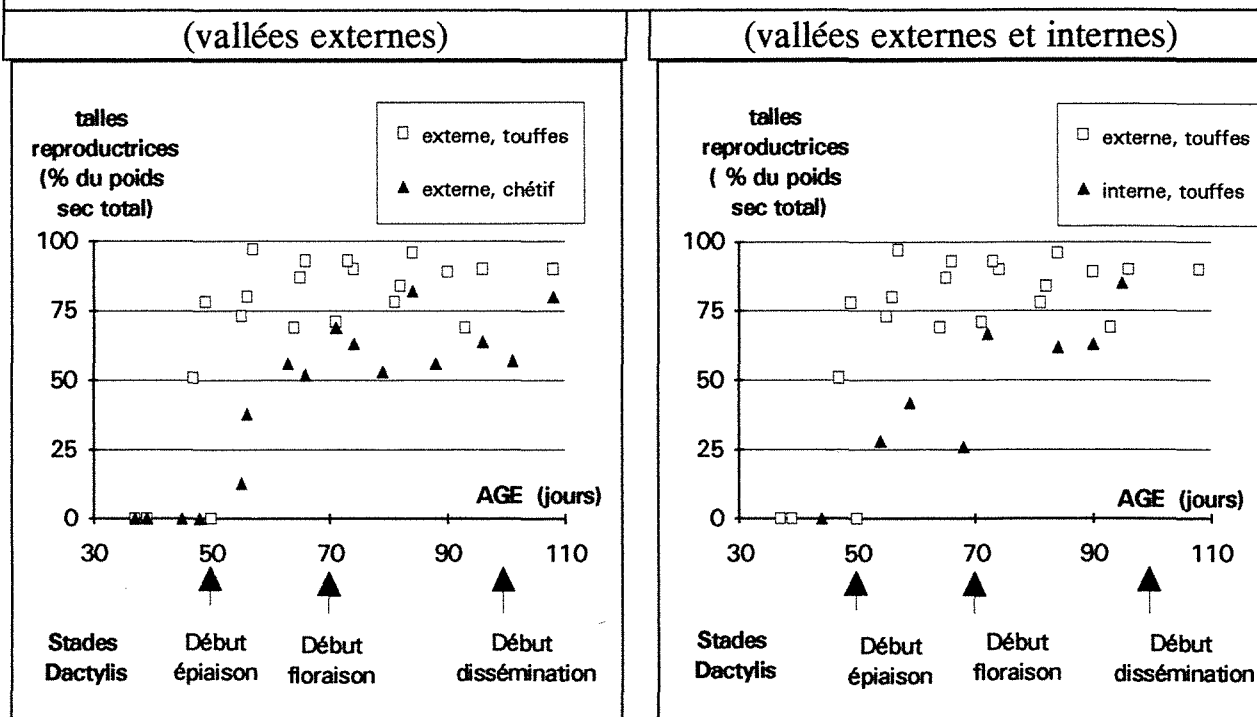 (vallées externes)
talles
reproductrices
(% du poids
sec total)
externe, touffes
externe, chétif
100
75
50
25
0
AGE (jours)
30 50 70 90 110
Stades
Dactylis
Début
épiaison
Début
floraison
Début
dissémination
(vallées externes et internes)
talles
reproductrices
( % du poids
sec total)
externe, touffes
interne, touffes
100
75
50
25
0
AGE (jours)
30 50 70 90 110
Stades
Dactylis
Début
épiaison
Début
floraison
Début
dissémination